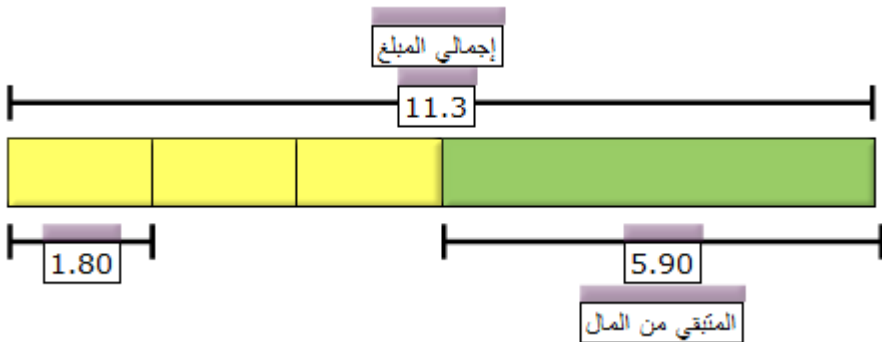 إجمالي المبلغ
11.3
1.80
5.90
المتبقي من المال